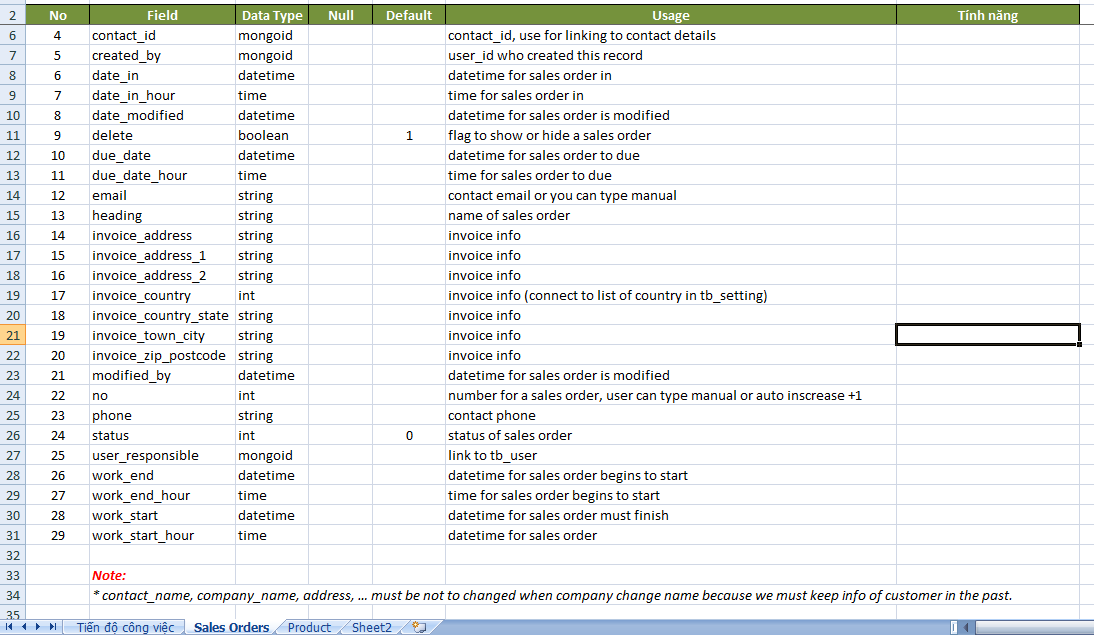 2 No Field Data Type Null Default Usage Tính năng
6 4 contact_id mongoid contact_id, use for linking to contact details
7 5 created_by mongoid user_id who created this record
8 6 date_in datetime datetime for sales order in
9 7 date_in_hour time time for sales order in
10 8 date_modified datetime datetime for sales order is modified
11 9 delete boolean 1 flag to show or hide a sales order
12 10 due_date datetime datetime for sales order to due
13 11 due_date_hour time time for sales order to due
14 12 email string contact email or you can type manual
15 13 heading string name of sales order
16 14 invoice_address string invoice info
17 15 invoice_address_1 string invoice info
18 16 invoice_address_2 string invoice info
19 17 invoice_country int invoice info (connect to list of country in tb_setting)
20 18 invoice_country_state string invoice info
21 19 invoice_town_city string invoice info
22 20 invoice_zip_postcode string invoice info
23 21 modified_by datetime datetime for sales order is modified
24 22 no int number for a sales order, user can type manual or auto inscrease +1
25 23 phone string contact phone
26 24 status int 0 status of sales order
27 25 user_responsible mongoid link to tb_user
28 26 work_end datetime datetime for sales order begins to start
29 27 work_end_hour time time for sales order begins to start
30 28 work_start datetime datetime for sales order must finish
31 29 work_start_hour time datetime for sales order
32
33 Note:
34 * contact_name, company_name, address, ... must be not to changed when company change name because we must keep info of customer in the past.
35
Tiến độ công việc Sales Orders Product Sheet2